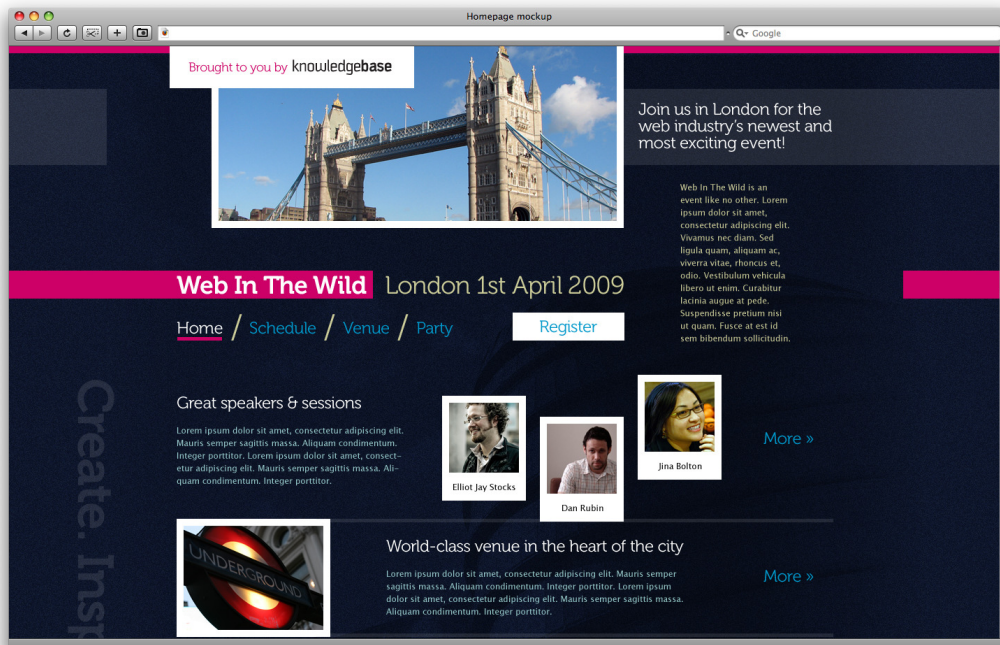 Homepage mockup
Google
Brought to you by knowledgebase
Join us in London for the
web industry's newest and
most exciting event!
Web In The Wild is an
event like no other. Lorem
ipsum dolor sit amet,
consectetur adipiscing elit.
Vivamus nec diam. Sed
ligula quam, aliquam ac,
viverra vitae, rhoncus et,
odio. Vestibulum vehicula
libero ut enim. Curabitur
lacinia augue at pede.
Suspendisse pretium nisi
ut quam. Fusce at est id
sem bibendum sollicitudin.
Web In The Wild London 1st April 2009
Home / Schedule / Venue / Party
Register
Create. Insp
Great speakers & sessions
Lorem ipsum dolor sit amet, consectetur adipiscing elit.
Mauris semper sagittis massa. Aliquam condimentum.
Integer porttitor. Lorem ipsum dolor sit amet, consect-
etur adipiscing elit. Mauris semper sagittis massa. Ali-
quam condimentum. Integer porttitor.
Elliot Jay Stocks
Dan Rubin
Jina Bolton
More »
UNDERGROUND
World-class venue in the heart of the city
Lorem ipsum dolor sit amet, consectetur adipiscing elit. Mauris semper
sagittis massa. Aliquam condimentum. Integer porttitor. Lorem ipsum
dolor sit amet, consectetur adipiscing elit. Mauris semper sagittis massa.
Aliquam condimentum. Integer porttitor.
More »